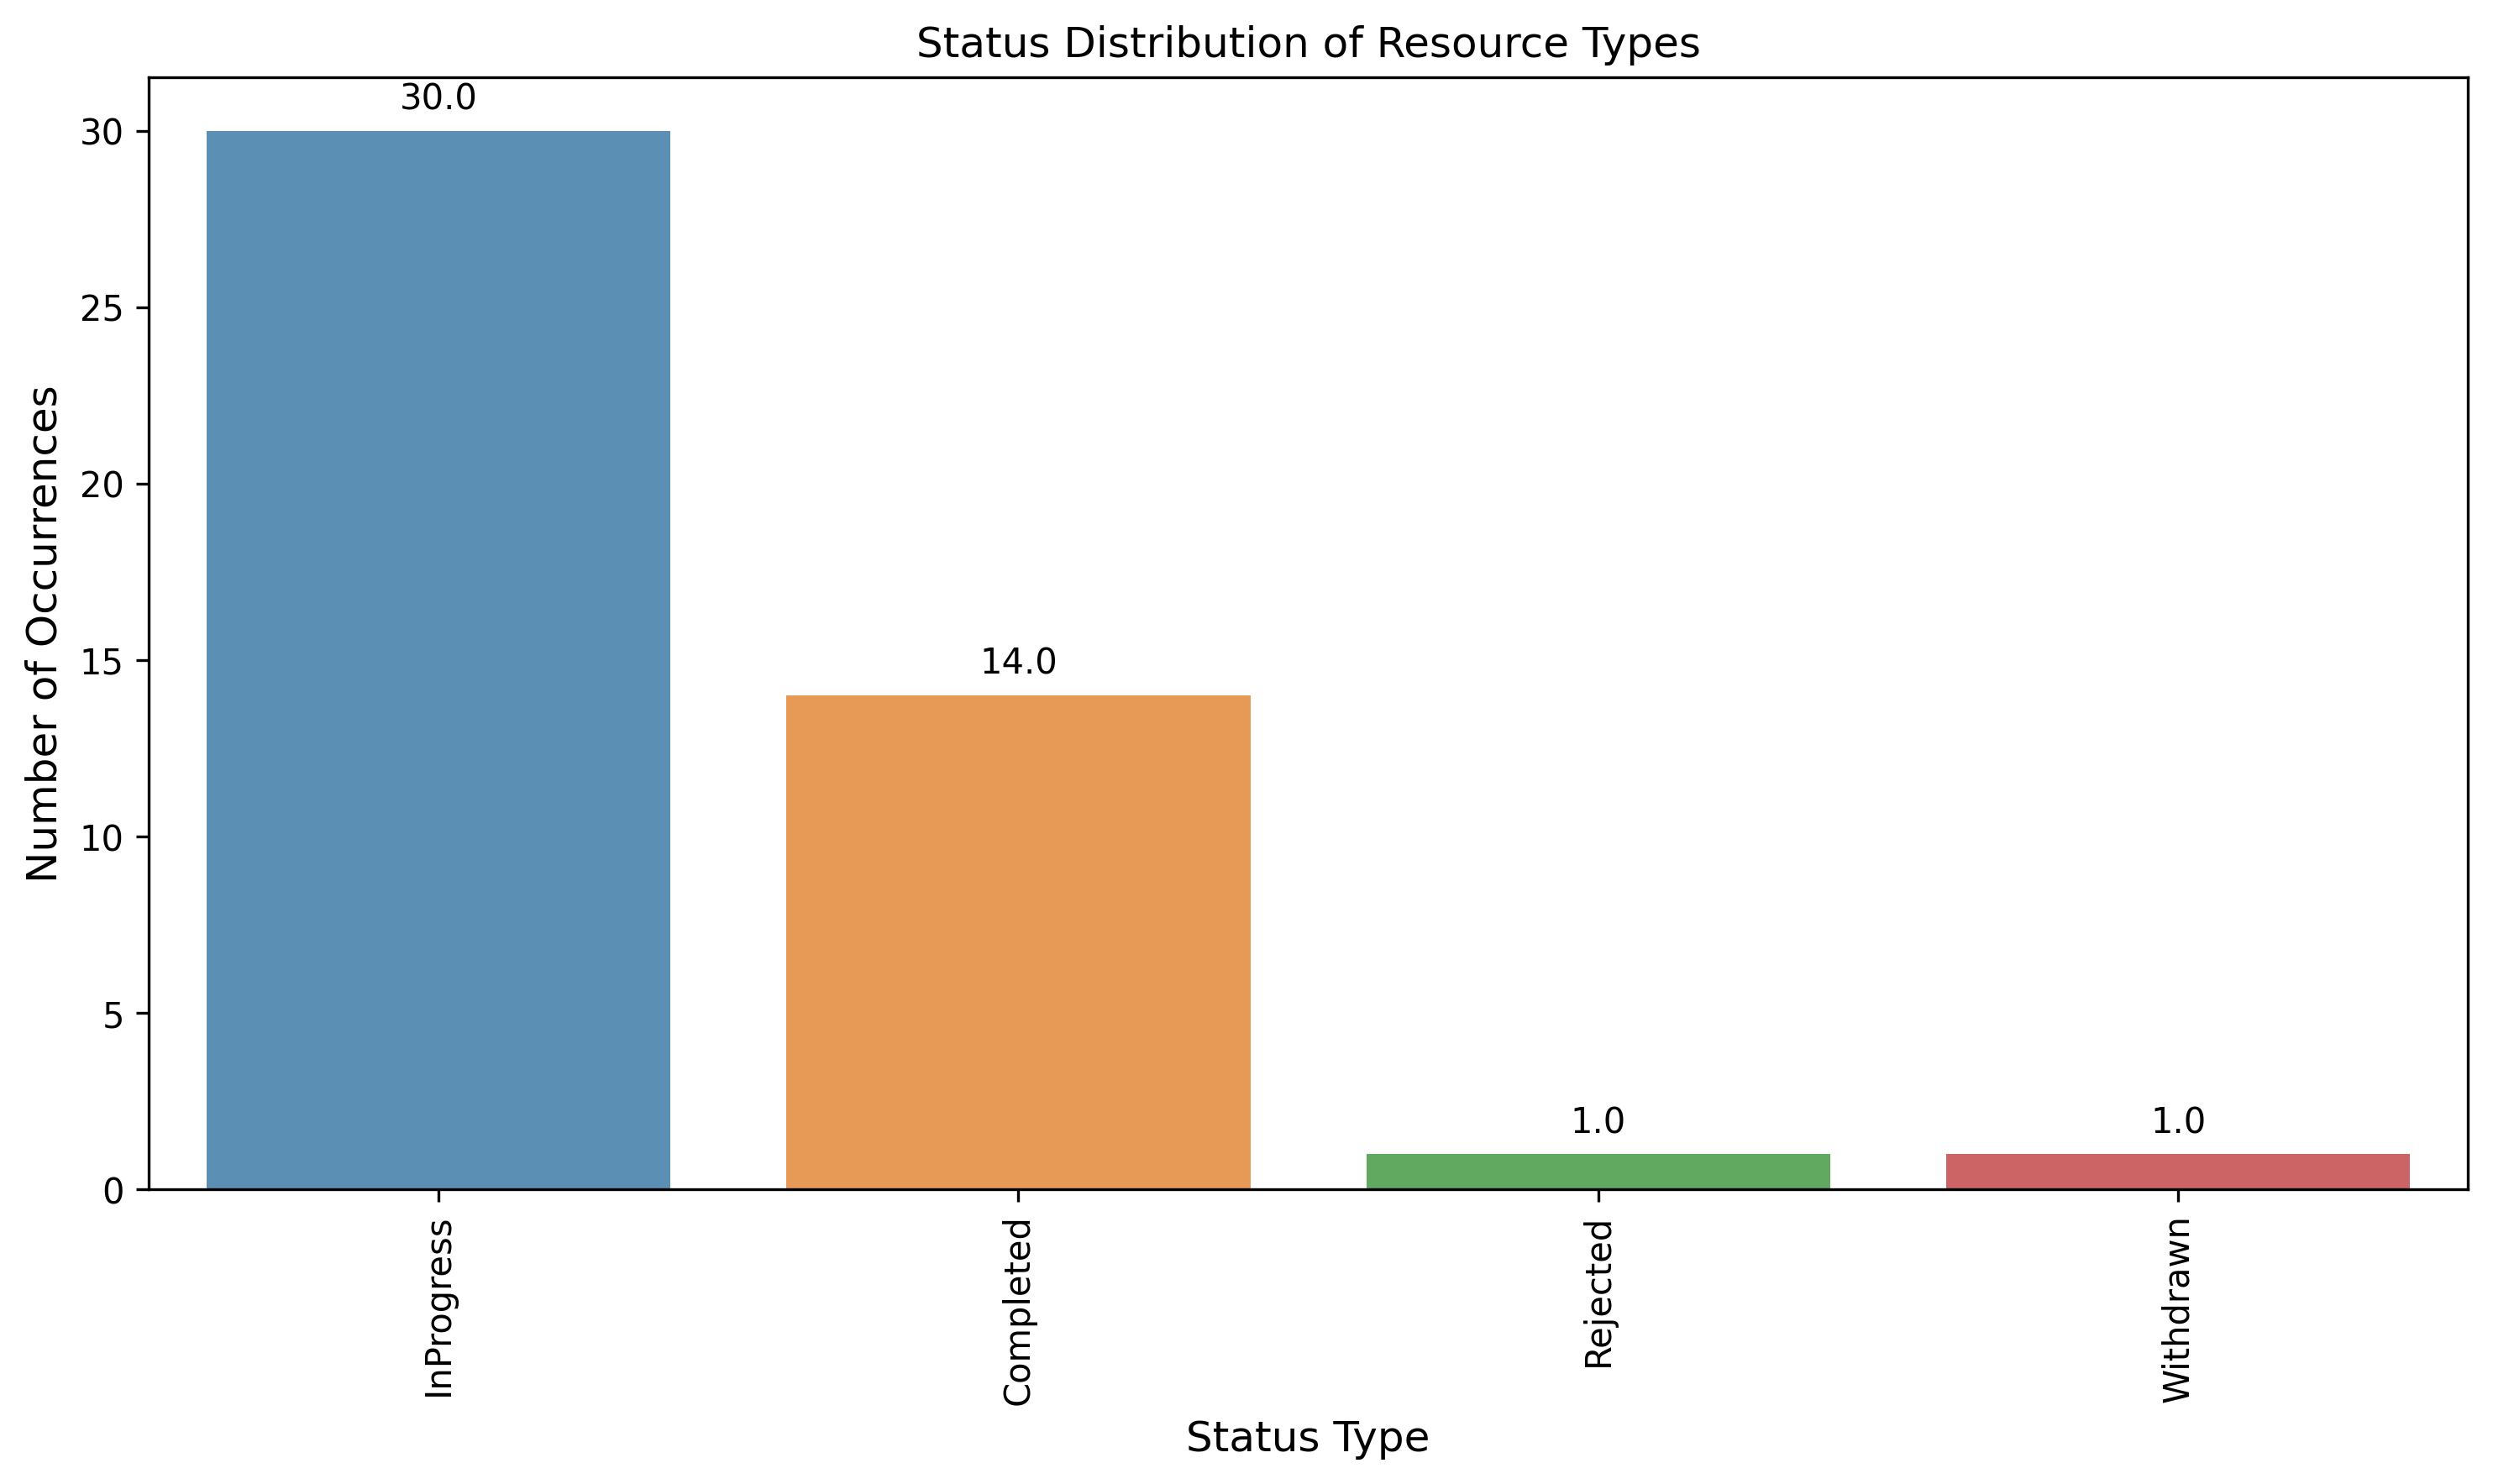 Status Distribution of Resource Types
30.0
30
25
20
15
10
5
0
Number of Occurrences
14.0
1.0
1.0
InProgress
Completed
Rejected
Withdrawn
Status Type